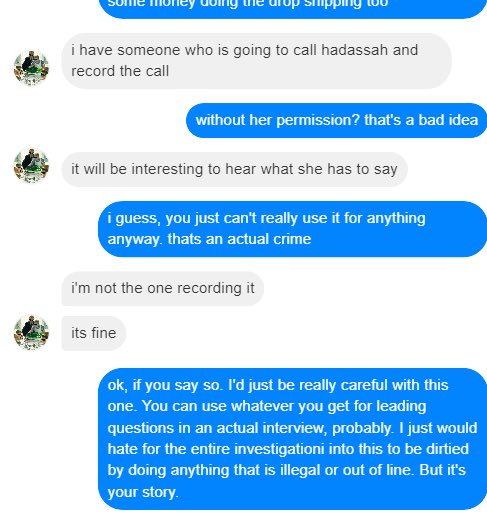 some money doing the drop shipping too
i have someone who is going to call hadassah and
record the call
without her permission? that's a bad idea
it will be interesting to hear what she has to say
i guess, you just can't really use it for anything
anyway. thats an actual crime
i'm not the one recording it
its fine
ok, if you say so. I'd just be really careful with this
one. You can use whatever you get for leading
questions in an actual interview, probably. I just would
hate for the entire investigationi into this to be dirtied
by doing anything that is illegal or out of line. But it's
your story.